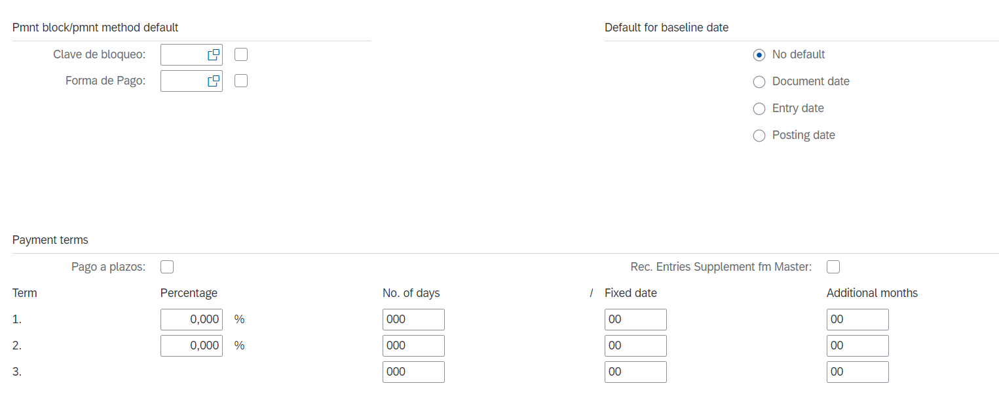 Pmnt block/pmnt method default
Default for baseline date
Clave de bloqueo:
No default
Forma de Pago:
Document date
Entry date
Posting date
Payment terms
Pago a plazos:
Rec. Entries Supplement fm Master:
Term Percentage No. of days / Fixed date Additional months
1. 0,000 % 000 00 00
2. 0,000 % 000 00 00
3. 000 00 00